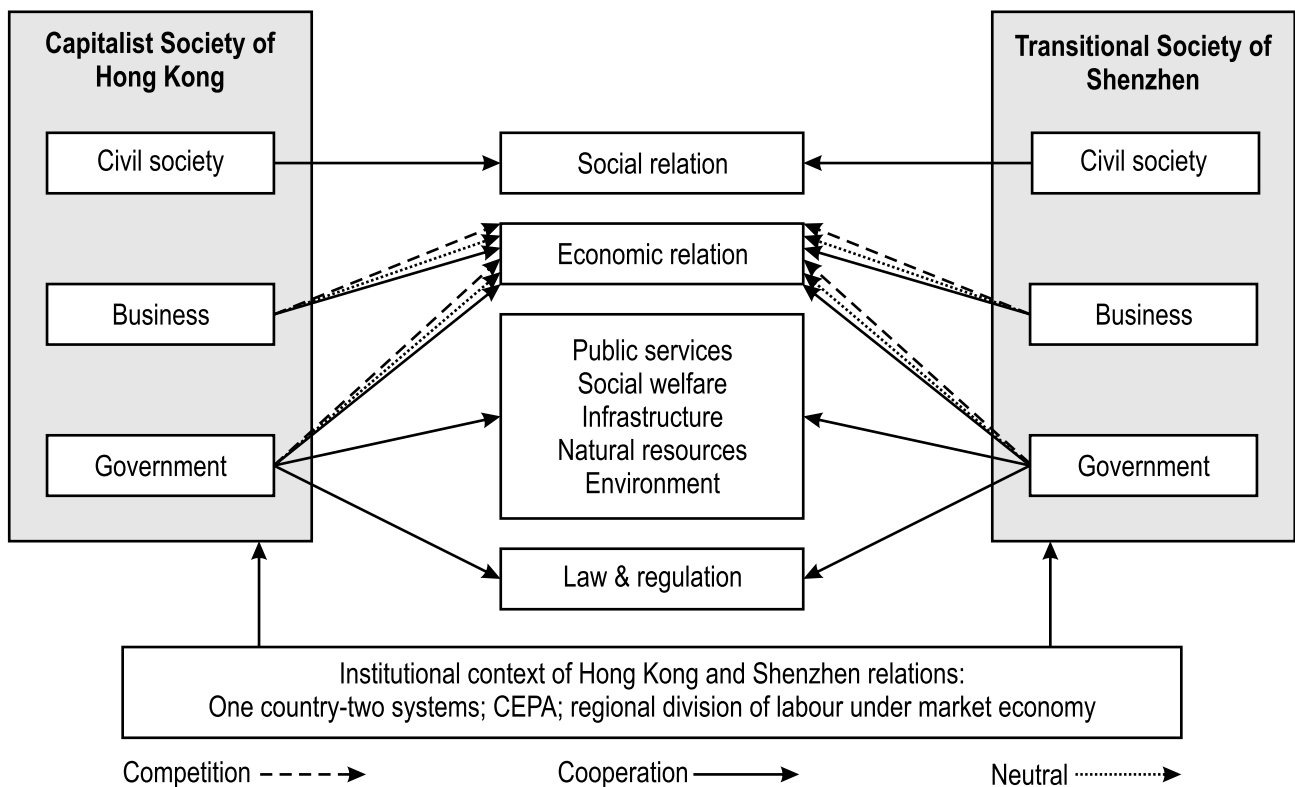 Capitalist Society of
Hong Kong
Civil society
Business
Government
Social relation
Economic relation
Public services
Social welfare
Infrastructure
Natural resources
Environment
Law & regulation
Transitional Society of
Shenzhen
Civil society
Business
Government
Institutional context of Hong Kong and Shenzhen relations:
One country-two systems; CEPA; regional division of labour under market economy
Competition
Cooperation
Neutral